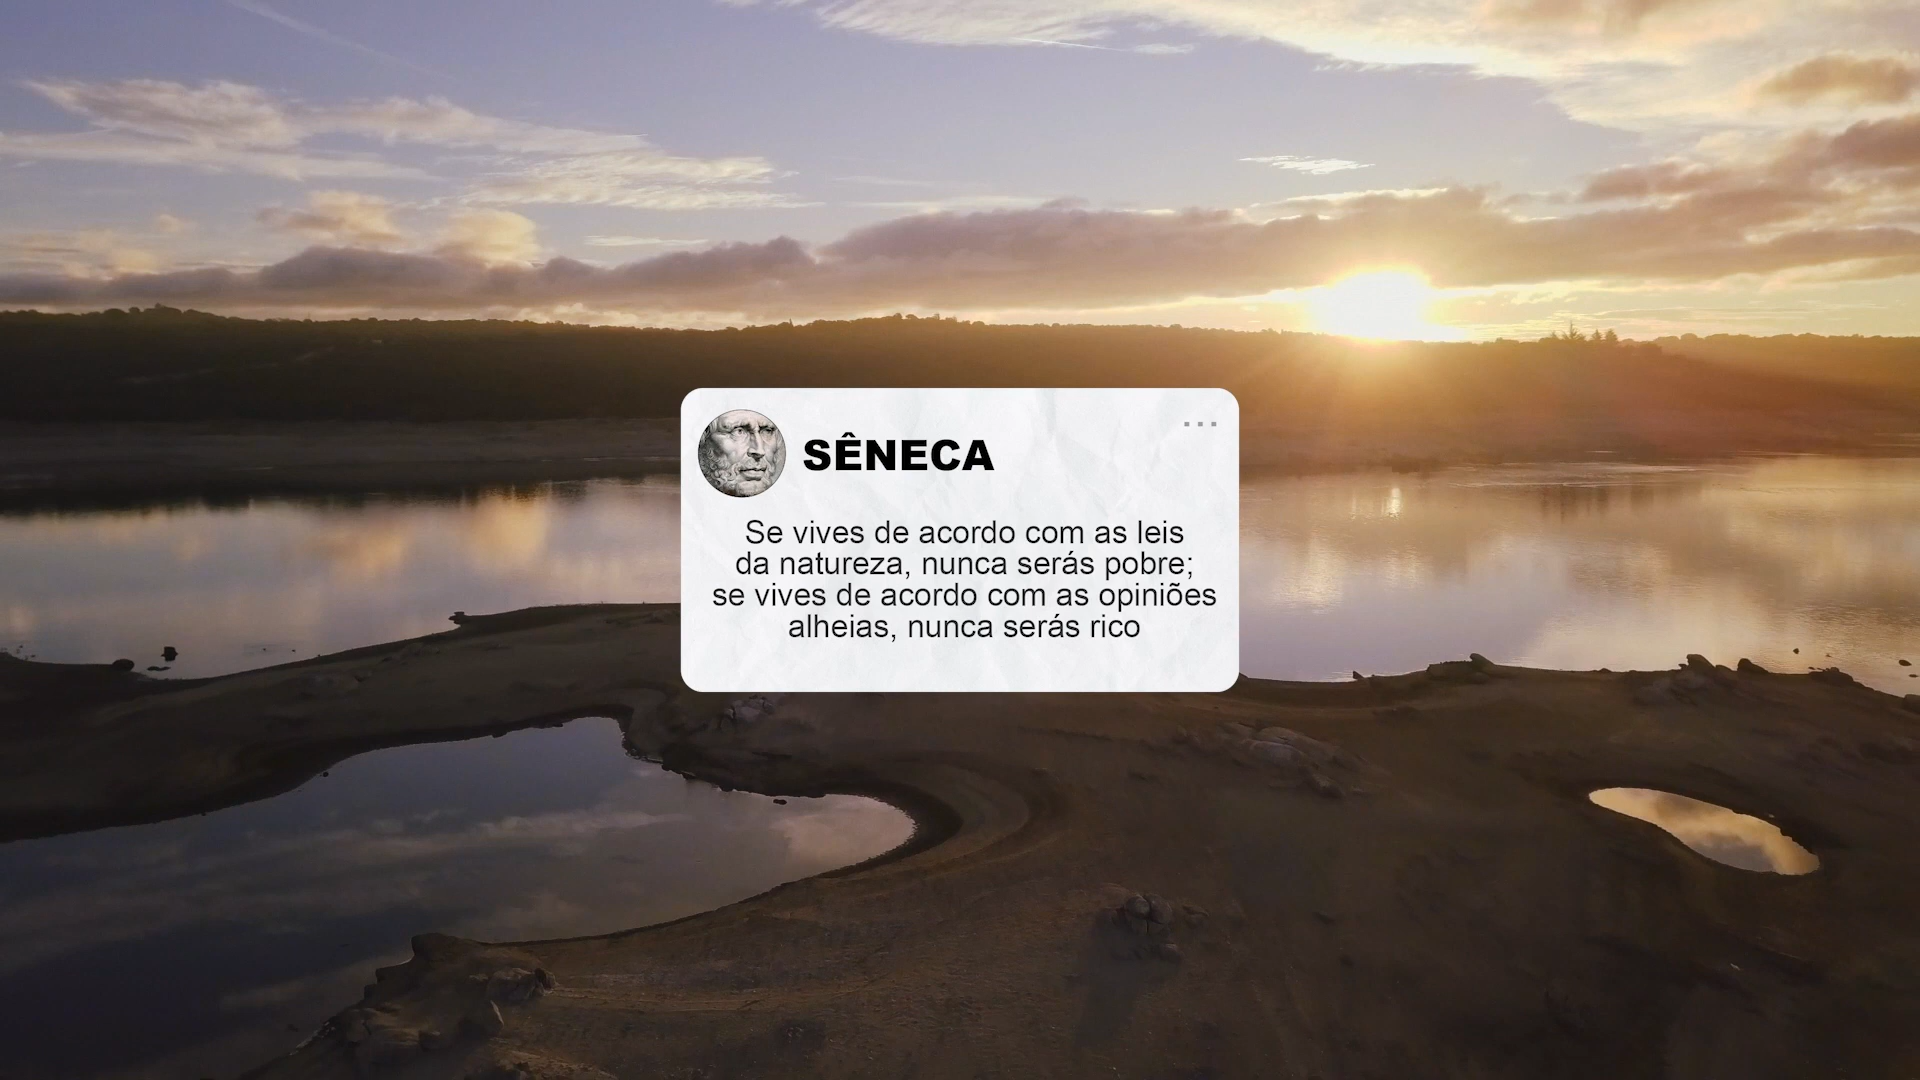 SÊNECA
Se vives de acordo com as leis
da natureza, nunca serás pobre;
se vives de acordo com as opiniões
alheias, nunca serás rico